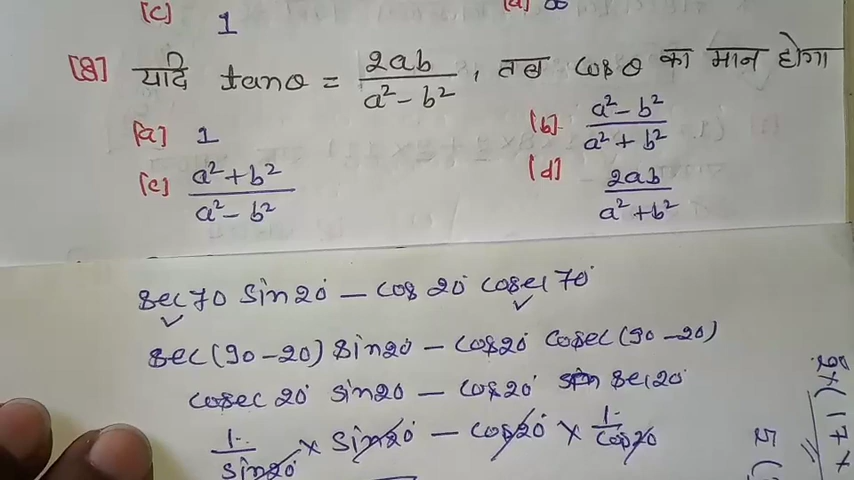 [c] 1 [d] ∞
[8] यदि tanθ = 2ab / a² - b² , तब cosθ का मान होगा
[a] 1 [b] a² - b² / a² + b²
[c] a² + b² / a² - b² [d] 2ab / a² + b²
sec70 sin20° - cos20° cosec70°
sec(90-20) sin20 - cos20° cosec(90-20)
cosec20° sin20 - cos20° sec20°
1/sin20° × sin20 - cos20° × 1/cos20